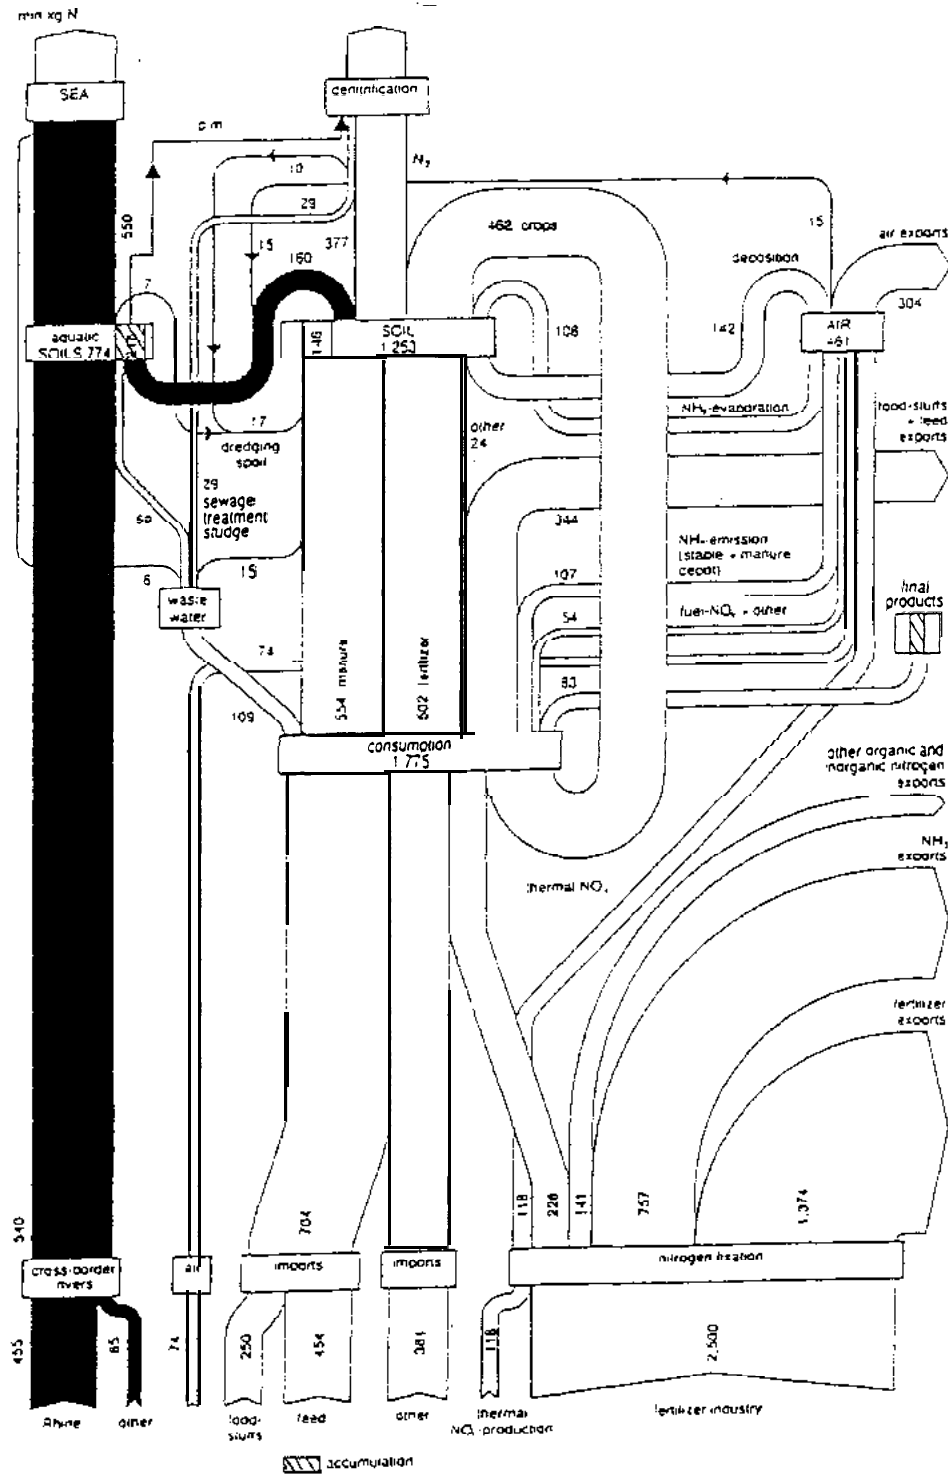 min kg N
SEA
denitrification
p.m.
N₂
10
29
15
377
160
550
7
462 crops
15
air exports
deposition
304
142
108
aquatic
SOILS 774
SOIL
1.253
146
AIR
461
NH₃-evaporation
food-stuffs
+ feed
exports
17
dredging
spoil
other
24
29
sewage
treatment
sludge
344
NH₃-emission
(stable + manure
depot)
15
6
107
waste
water
54
fuel-NOₓ + other
final
products
74
554 manure
602 fertilizer
83
109
consumption
1.775
other organic and
inorganic nitrogen
exports
NH₃
exports
thermal NOₓ
fertilizer
exports
540
704
118
226
141
757
1,374
cross-border
rivers
air
imports
imports
nitrogen fixation
455
85
74
250
454
381
118
2,500
Rhine
other
food-
stuffs
feed
other
thermal
NOₓ-production
fertilizer industry
accumulation